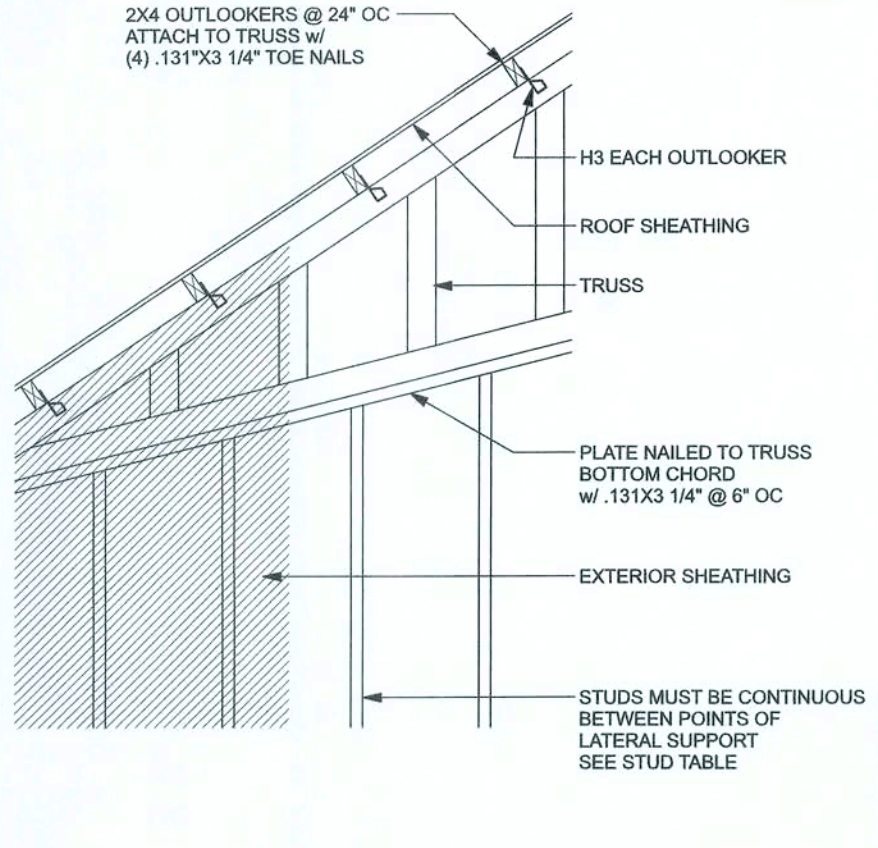 2X4 OUTLOOKERS @ 24" OC
ATTACH TO TRUSS w/
(4) .131"X3 1/4" TOE NAILS
H3 EACH OUTLOOKER
ROOF SHEATHING
TRUSS
PLATE NAILED TO TRUSS
BOTTOM CHORD
w/ .131X3 1/4" @ 6" OC
EXTERIOR SHEATHING
STUDS MUST BE CONTINUOUS
BETWEEN POINTS OF
LATERAL SUPPORT
SEE STUD TABLE